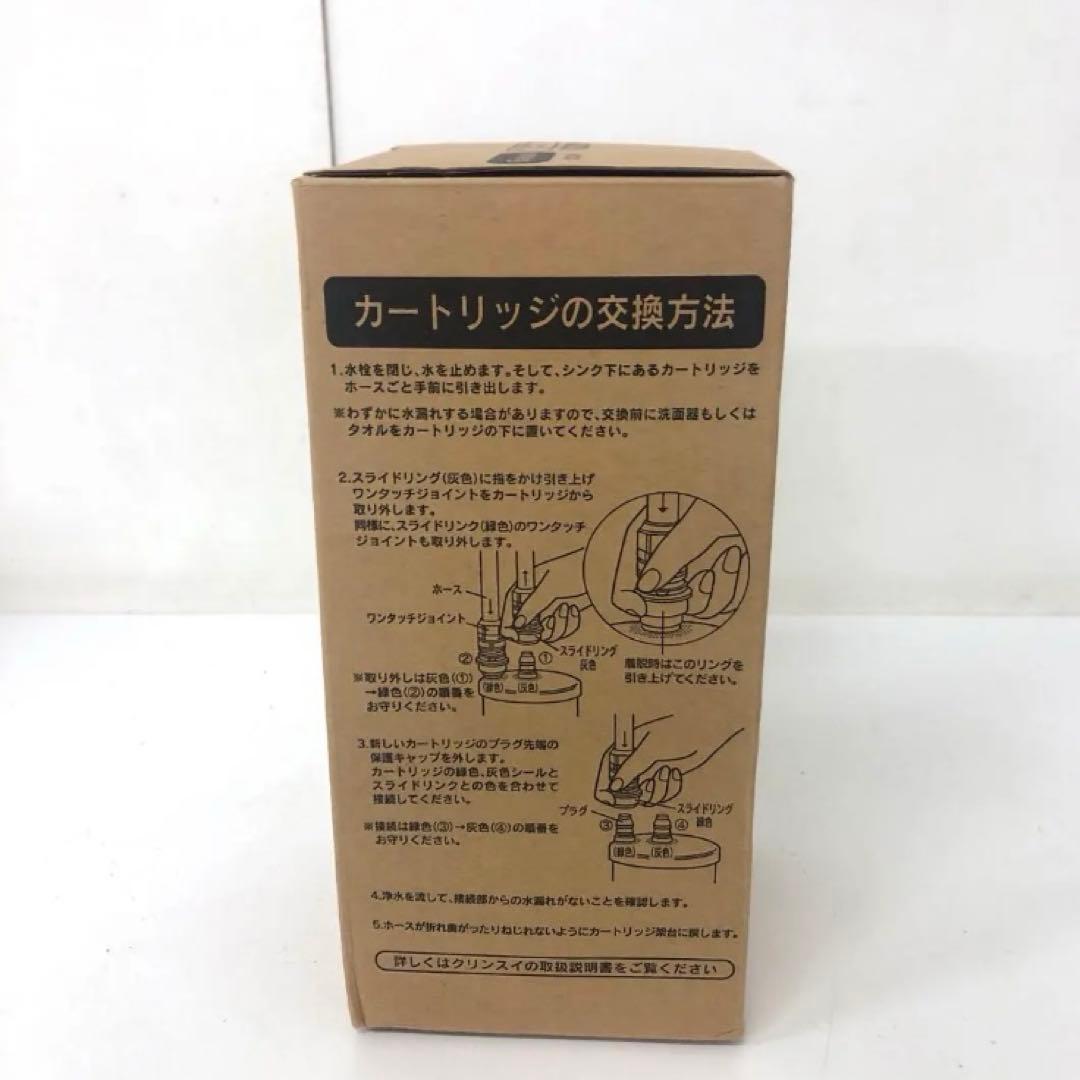 カートリッジの交換方法
1.水栓を閉じ、水を止めます。そして、シンク下にあるカートリッジを
ホースごと手前に引き出します。
※わずかに水漏れする場合がありますので、交換前に洗面器もしくは
タオルをカートリッジの下に置いてください。
2.スライドリング(灰色)に指をかけ引き上げ
ワンタッチジョイントをカートリッジから
取り外します。
同様に、スライドリンク(緑色)のワンタッチ
ジョイントも取り外します。
ホース
ワンタッチジョイント
スライドリング
灰色
② ①
(緑色) (灰色)
着脱時はこのリングを
引き上げてください。
※取り外しは灰色(①)
→緑色(②)の順番を
お守りください。
3.新しいカートリッジのプラグ先端の
保護キャップを外します。
カートリッジの緑色、灰色シールと
スライドリンクとの色を合わせて
接続してください。
※接続は緑色(③)→灰色(④)の順番を
お守りください。
プラグ
スライドリング
緑色
③ ④
(緑色) (灰色)
4.浄水を流して、接続部からの水漏れがないことを確認します。
5.ホースが折れ曲がったりねじれないようにカートリッジ架台に戻します。
詳しくはクリンスイの取扱説明書をご覧ください